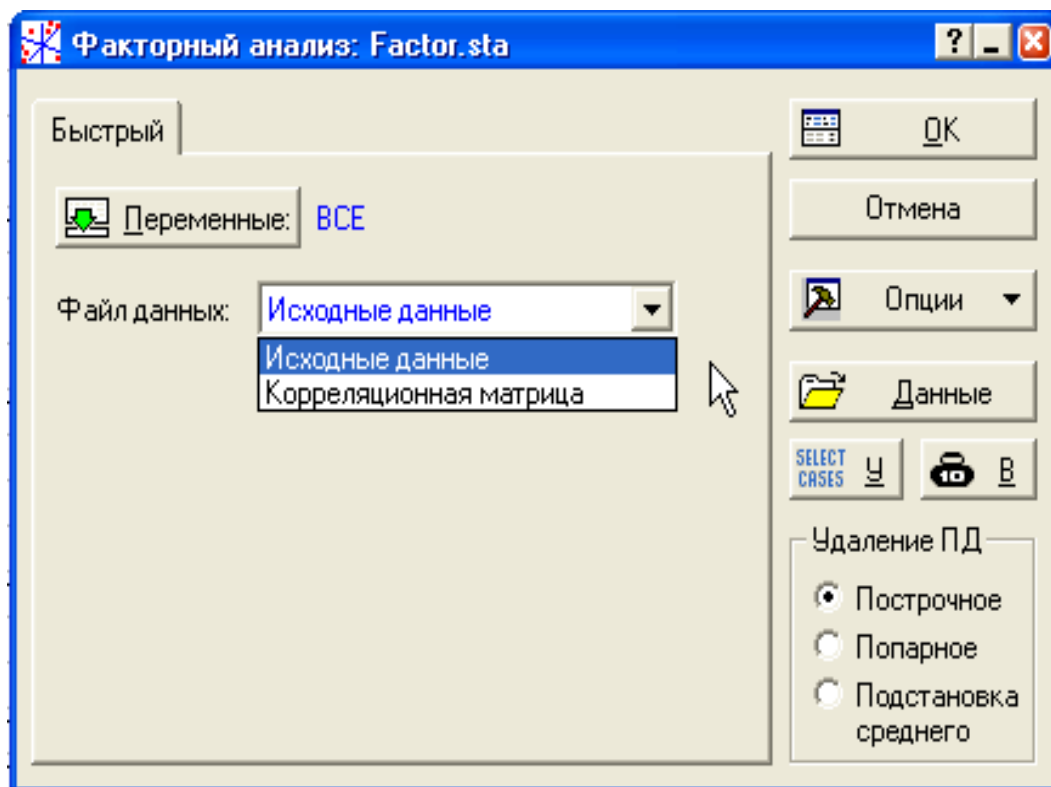 Факторный анализ: Factor.sta
?
Быстрый
Переменные: ВСЕ
Файл данных: Исходные данные
Исходные данные
Корреляционная матрица
OK
Отмена
Опции
Данные
SELECT CASES У
10 В
Удаление ПД
Построчное
Попарное
Подстановка
среднего